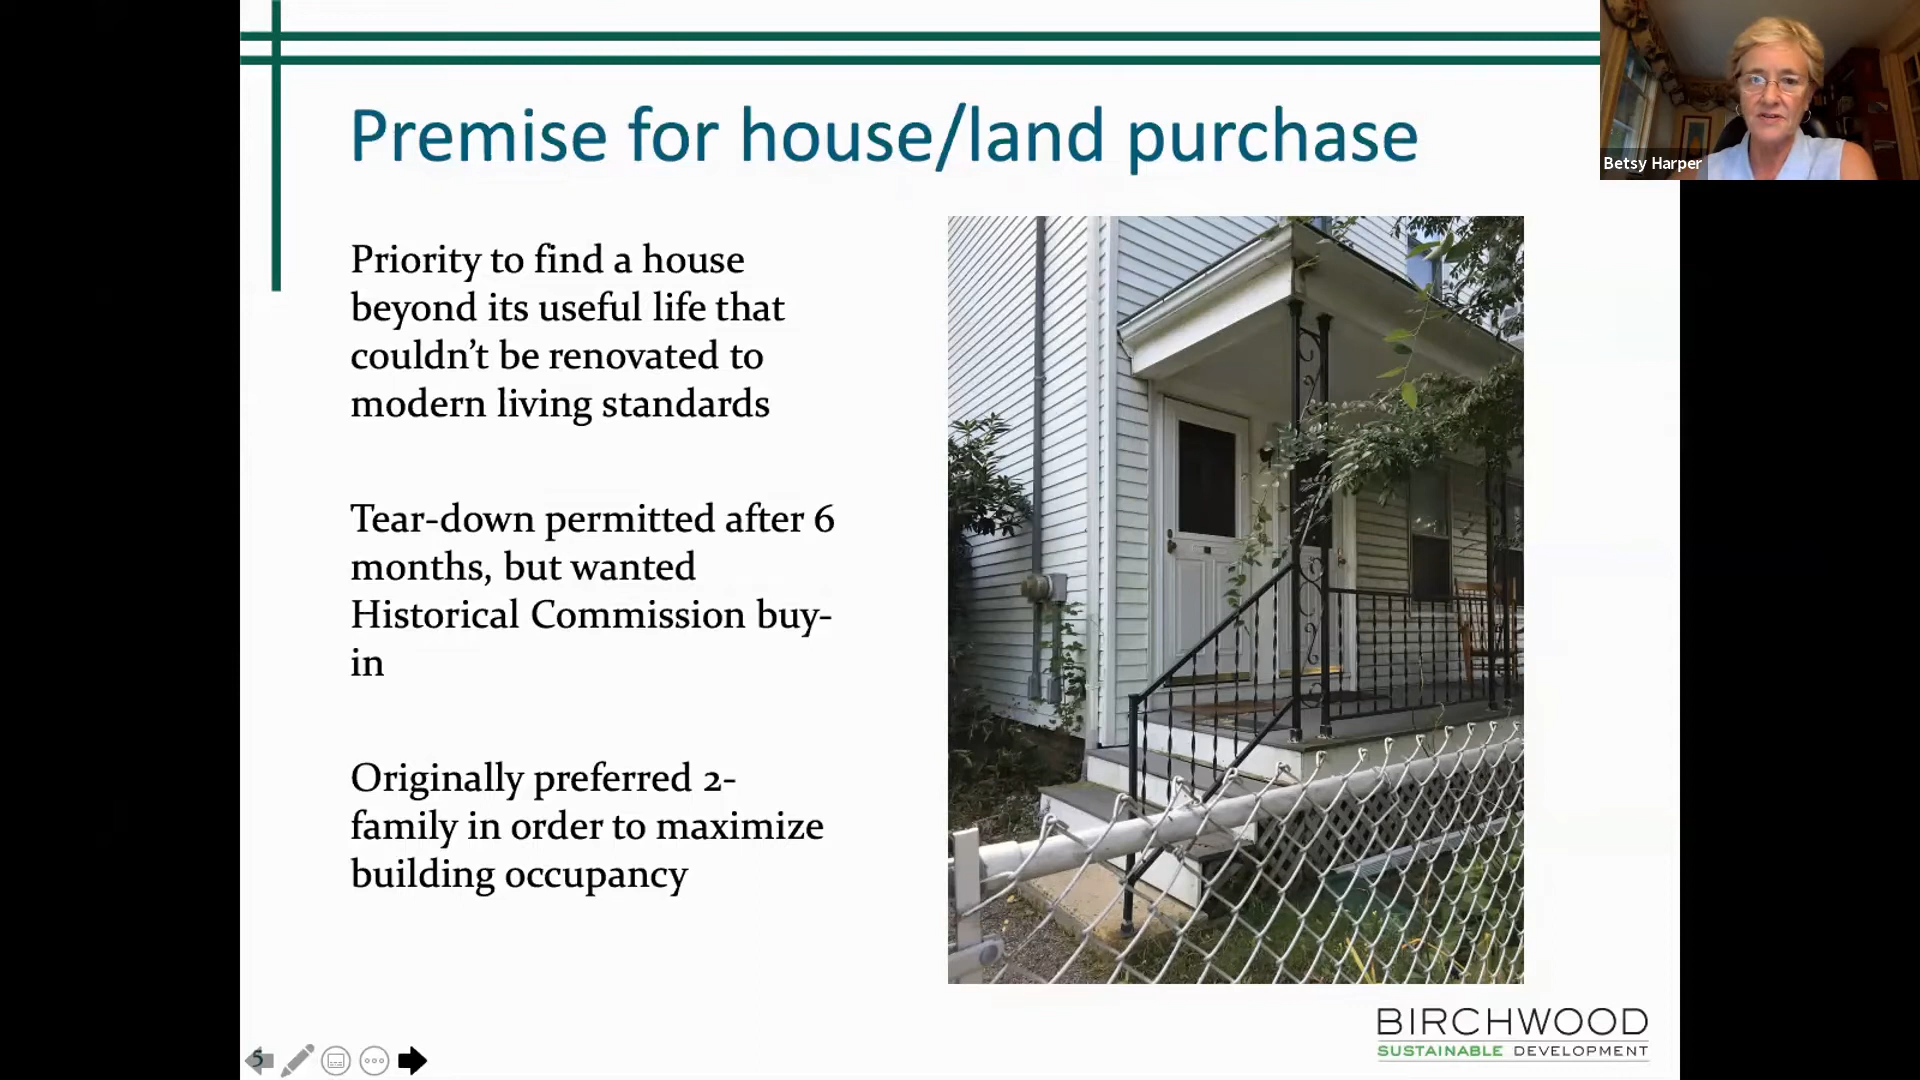 Premise for house/land purchase
Betsy Harper
Priority to find a house
beyond its useful life that
couldn’t be renovated to
modern living standards
Tear-down permitted after 6
months, but wanted
Historical Commission buy-
in
Originally preferred 2-
family in order to maximize
building occupancy
BIRCHWOOD
SUSTAINABLE DEVELOPMENT
5